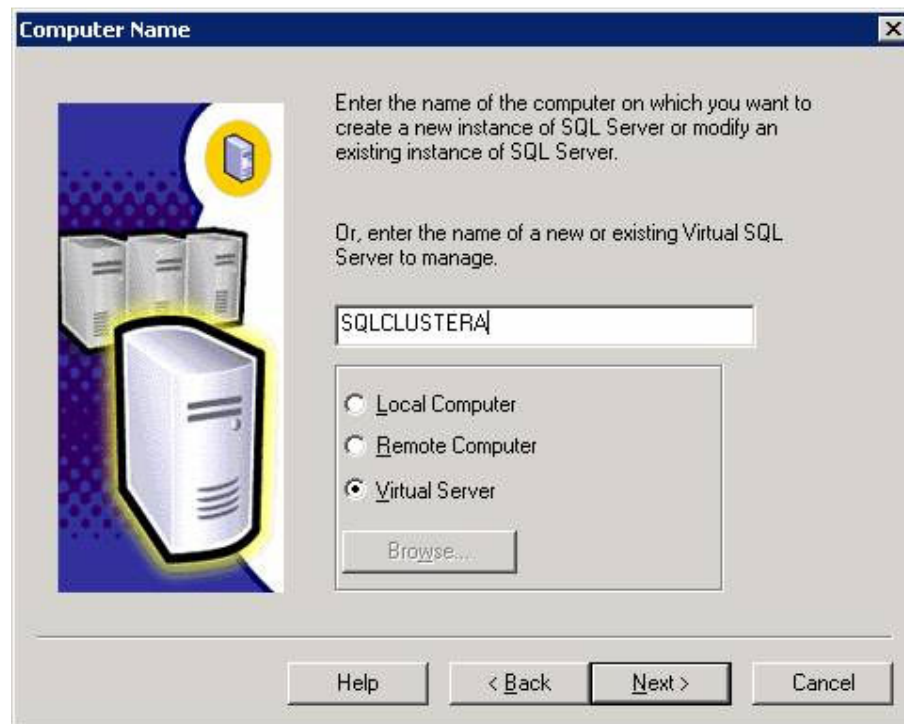 Computer Name
Enter the name of the computer on which you want to
create a new instance of SQL Server or modify an
existing instance of SQL Server.
Or, enter the name of a new or existing Virtual SQL
Server to manage.
SQLCLUSTERA
Local Computer
Remote Computer
Virtual Server
Browse...
Help
< Back
Next >
Cancel